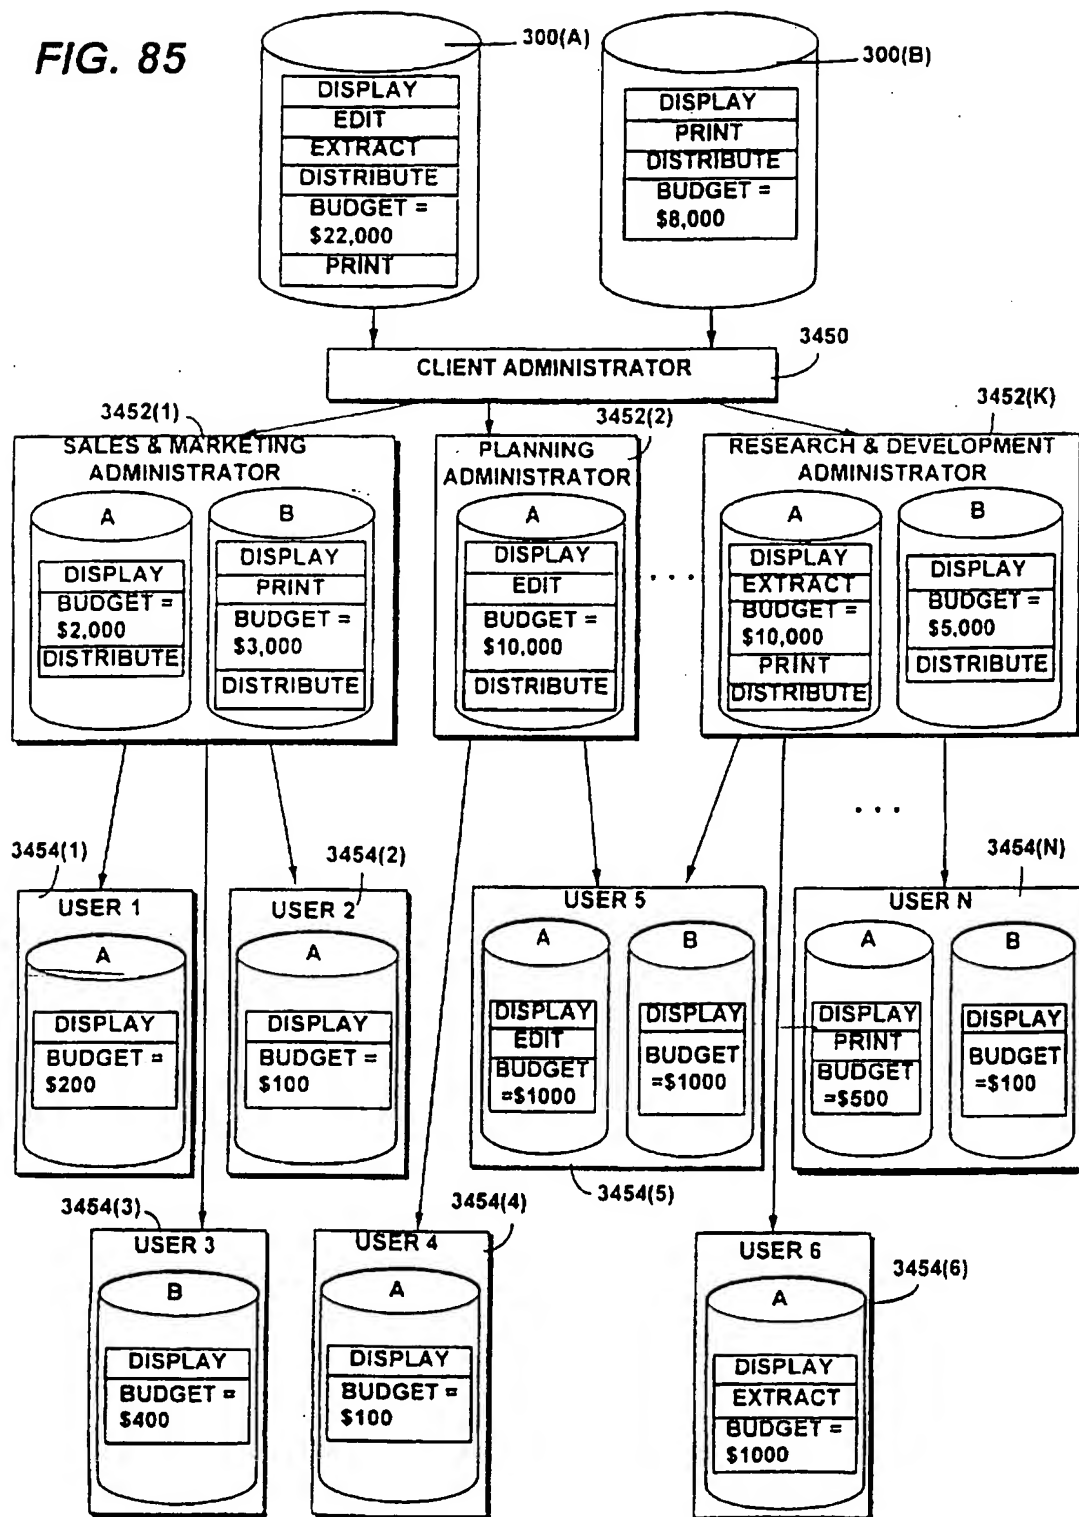 FIG. 85
300(A)
DISPLAY
EDIT
EXTRACT
DISTRIBUTE
BUDGET =
$22,000
PRINT
300(B)
DISPLAY
PRINT
DISTRIBUTE
BUDGET =
$8,000
CLIENT ADMINISTRATOR
3450
3452(1)
SALES & MARKETING
ADMINISTRATOR
A
DISPLAY
BUDGET =
$2,000
DISTRIBUTE
B
DISPLAY
PRINT
BUDGET =
$3,000
DISTRIBUTE
3452(2)
PLANNING
ADMINISTRATOR
A
DISPLAY
EDIT
BUDGET =
$10,000
DISTRIBUTE
. . .
3452(K)
RESEARCH & DEVELOPMENT
ADMINISTRATOR
A
DISPLAY
EXTRACT
BUDGET =
$10,000
PRINT
DISTRIBUTE
B
DISPLAY
BUDGET =
$5,000
DISTRIBUTE
. . .
3454(1)
USER 1
A
DISPLAY
BUDGET =
$200
3454(2)
USER 2
A
DISPLAY
BUDGET =
$100
USER 5
A
DISPLAY
EDIT
BUDGET
=$1000
B
DISPLAY
BUDGET
=$1000
3454(5)
3454(N)
USER N
A
DISPLAY
PRINT
BUDGET
=$500
B
DISPLAY
BUDGET
=$100
3454(3)
USER 3
B
DISPLAY
BUDGET =
$400
3454(4)
USER 4
A
DISPLAY
BUDGET =
$100
USER 6
3454(6)
A
DISPLAY
EXTRACT
BUDGET =
$1000